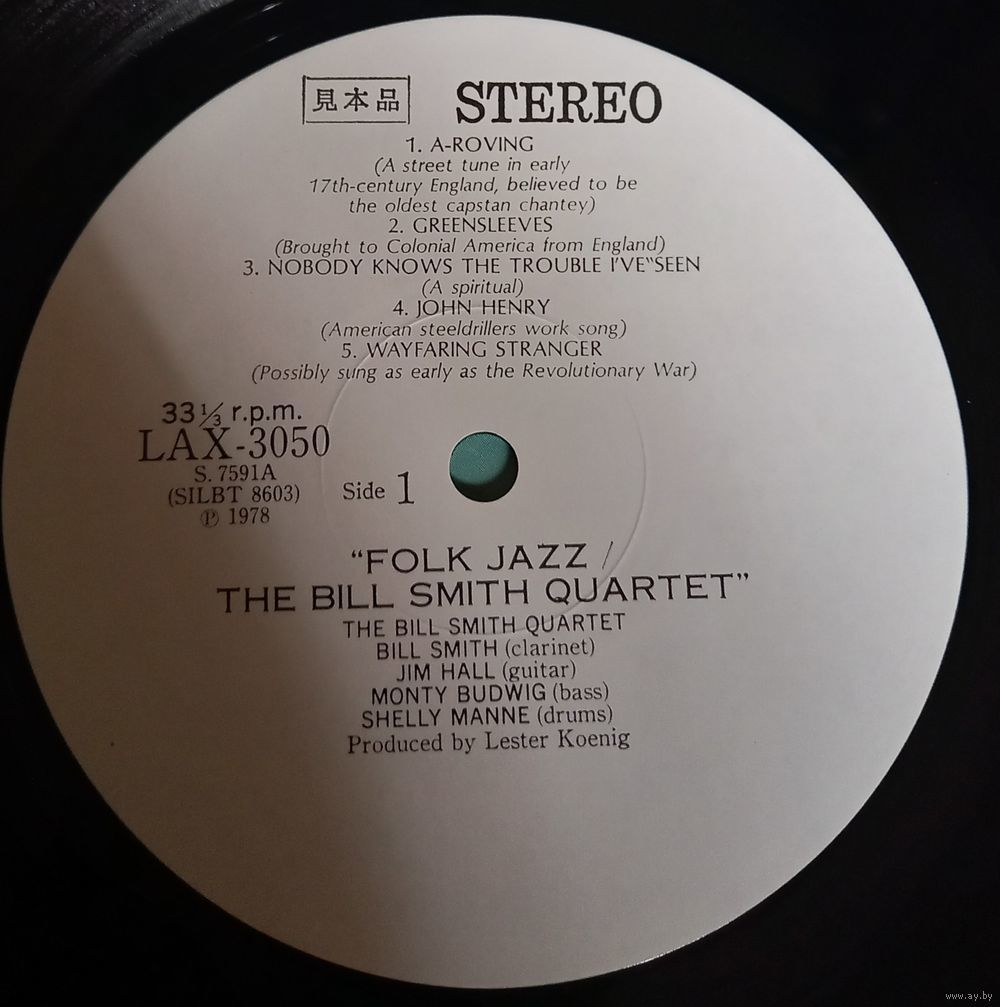 見本品 STEREO
1. A-ROVING
(A street tune in early
17th-century England, believed to be
the oldest capstan chantey)
2. GREENSLEEVES
(Brought to Colonial America from England)
3. NOBODY KNOWS THE TROUBLE I'VE"SEEN
(A spiritual)
4. JOHN HENRY
(American steeldrillers work song)
5. WAYFARING STRANGER
(Possibly sung as early as the Revolutionary War)
33⅓ r.p.m.
LAX-3050
S. 7591A
(SILBT 8603)
Ⓟ 1978
Side 1
“FOLK JAZZ /
THE BILL SMITH QUARTET”
THE BILL SMITH QUARTET
BILL SMITH (clarinet)
JIM HALL (guitar)
MONTY BUDWIG (bass)
SHELLY MANNE (drums)
Produced by Lester Koenig
www.ay.by